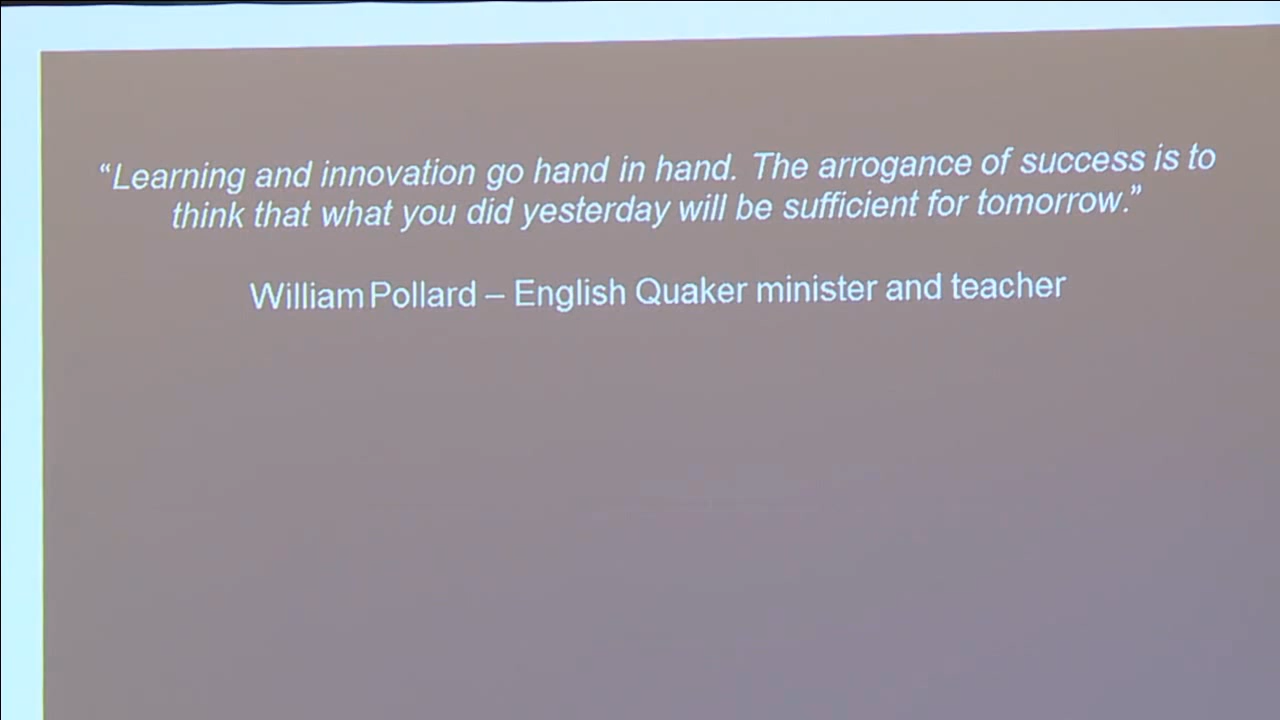 “Learning and innovation go hand in hand. The arrogance of success is to
think that what you did yesterday will be sufficient for tomorrow.”
William Pollard – English Quaker minister and teacher